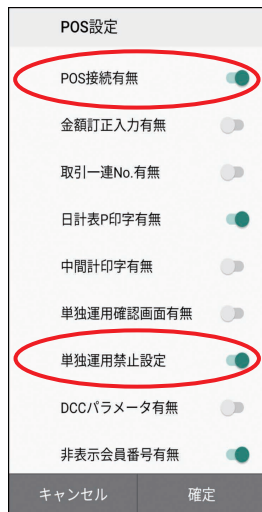 POS設定
POS接続有無
金額訂正入力有無
取引一連No.有無
日計表P印字有無
中間計印字有無
単独運用確認画面有無
単独運用禁止設定
DCCパラメータ有無
非表示会員番号有無
キャンセル
確定